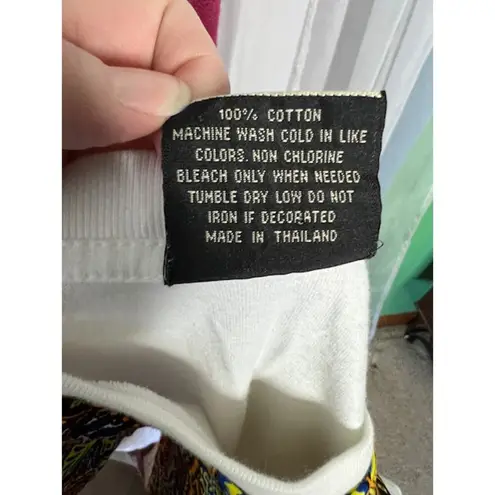 100% COTTON
MACHINE WASH COLD IN LIKE
COLORS. NON CHLORINE
BLEACH ONLY WHEN NEEDED
TUMBLE DRY LOW DO NOT
IRON IF DECORATED
MADE IN THAILAND